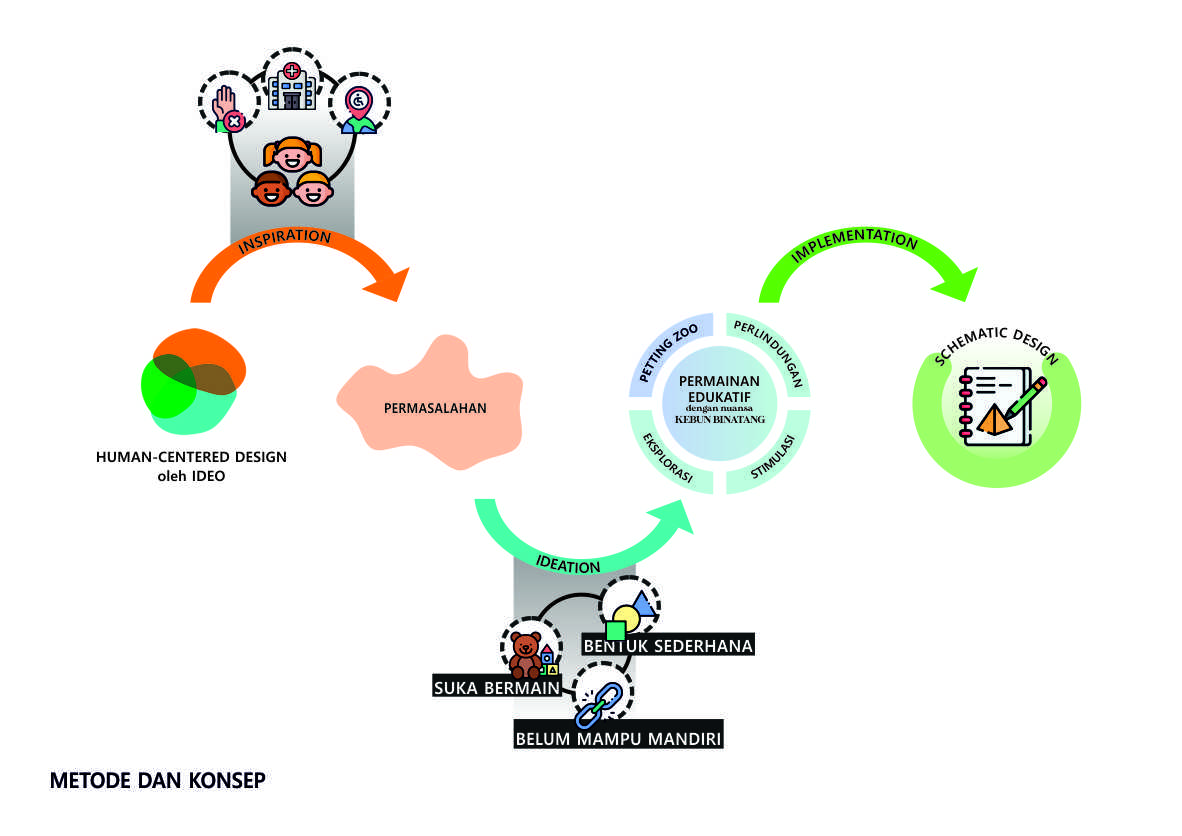 INSPIRATION
HUMAN-CENTERED DESIGN
oleh IDEO
PERMASALAHAN
IDEATION
BENTUK SEDERHANA
SUKA BERMAIN
BELUM MAMPU MANDIRI
PETTING ZOO
PERLINDUNGAN
EKSPLORASI
STIMULASI
PERMAINAN
EDUKATIF
dengan nuansa
KEBUN BINATANG
IMPLEMENTATION
SCHEMATIC DESIGN
METODE DAN KONSEP